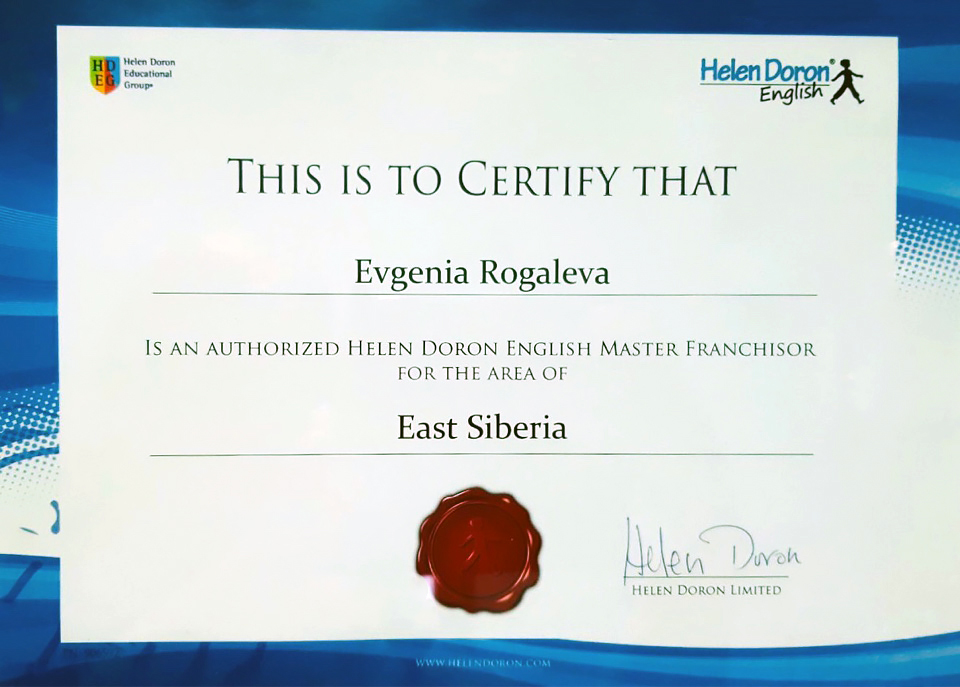 HD
EG
Helen Doron
Educational
Group®
Helen Doron®
English
THIS IS TO CERTIFY THAT
Evgenia Rogaleva
IS AN AUTHORIZED HELEN DORON ENGLISH MASTER FRANCHISOR
FOR THE AREA OF
East Siberia
Helen Doron
HELEN DORON LIMITED
WWW.HELENDORON.COM